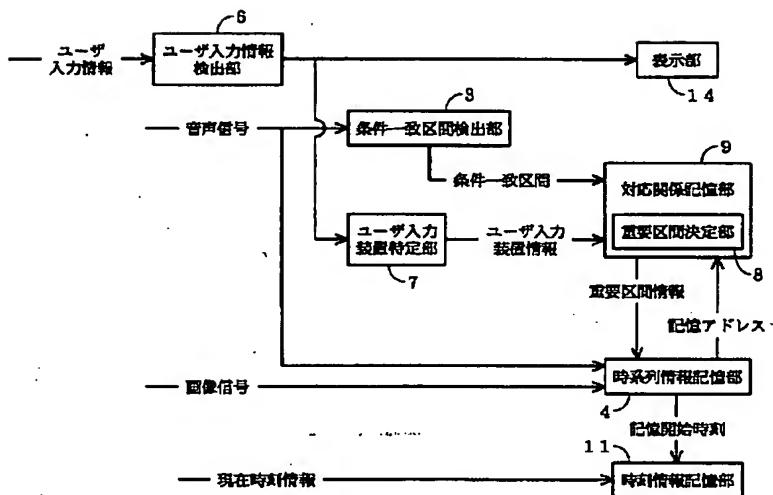 6
ユーザ
入力情報
ユーザ入力情報
検出部
表示部
14
音声信号
3
条件一致区間検出部
9
条件一致区間
対応関係記憶部
ユーザ入力
装置特定部
7
ユーザ入力
装置情報
重要区間決定部
8
重要区間情報
記憶アドレス
画像信号
時系列情報記憶部
4
記憶開始時刻
11
現在時刻情報
時刻情報記憶部